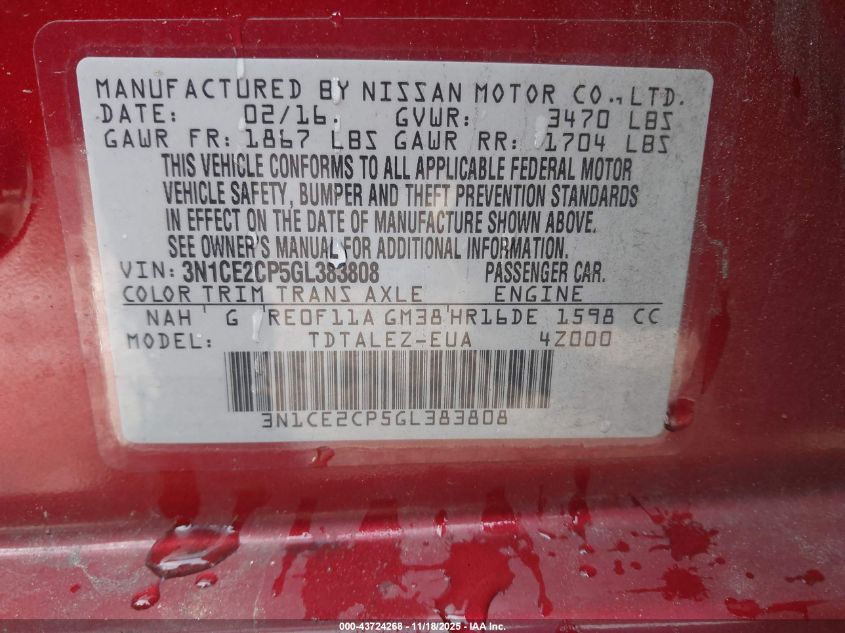 MANUFACTURED BY NISSAN MOTOR CO., LTD.
DATE: 02/16. GVWR: 3470 LBS
GAWR FR: 1867 LBS GAWR RR: 1704 LBS
THIS VEHICLE CONFORMS TO ALL APPLICABLE FEDERAL MOTOR
VEHICLE SAFETY, BUMPER AND THEFT PREVENTION STANDARDS
IN EFFECT ON THE DATE OF MANUFACTURE SHOWN ABOVE.
SEE OWNER'S MANUAL FOR ADDITIONAL INFORMATION.
VIN: 3N1CE2CP5GL383808 PASSENGER CAR.
COLOR TRIM TRANS AXLE ENGINE
NAH G RE0F11A GM38 HR16DE 1598 CC
MODEL: TDTALEZ-EUA 4Z000
3N1CE2CP5GL383808
000-43724268 - 11/18/2025 - IAA, Inc.